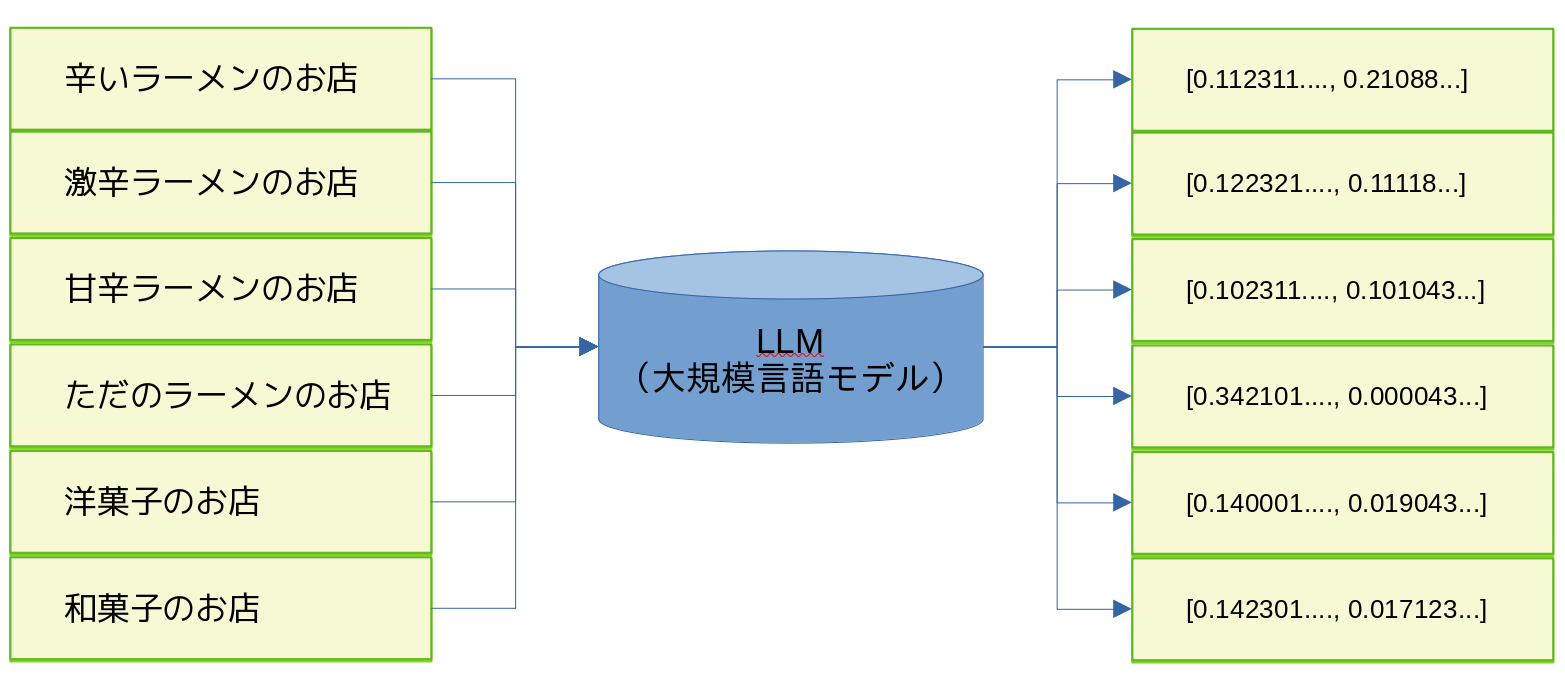 辛いラーメンのお店
激辛ラーメンのお店
甘辛ラーメンのお店
ただのラーメンのお店
洋菓子のお店
和菓子のお店
LLM
（大規模言語モデル）
[0.112311...., 0.21088...]
[0.122321...., 0.11118...]
[0.102311...., 0.101043...]
[0.342101...., 0.000043...]
[0.140001...., 0.019043...]
[0.142301...., 0.017123...]